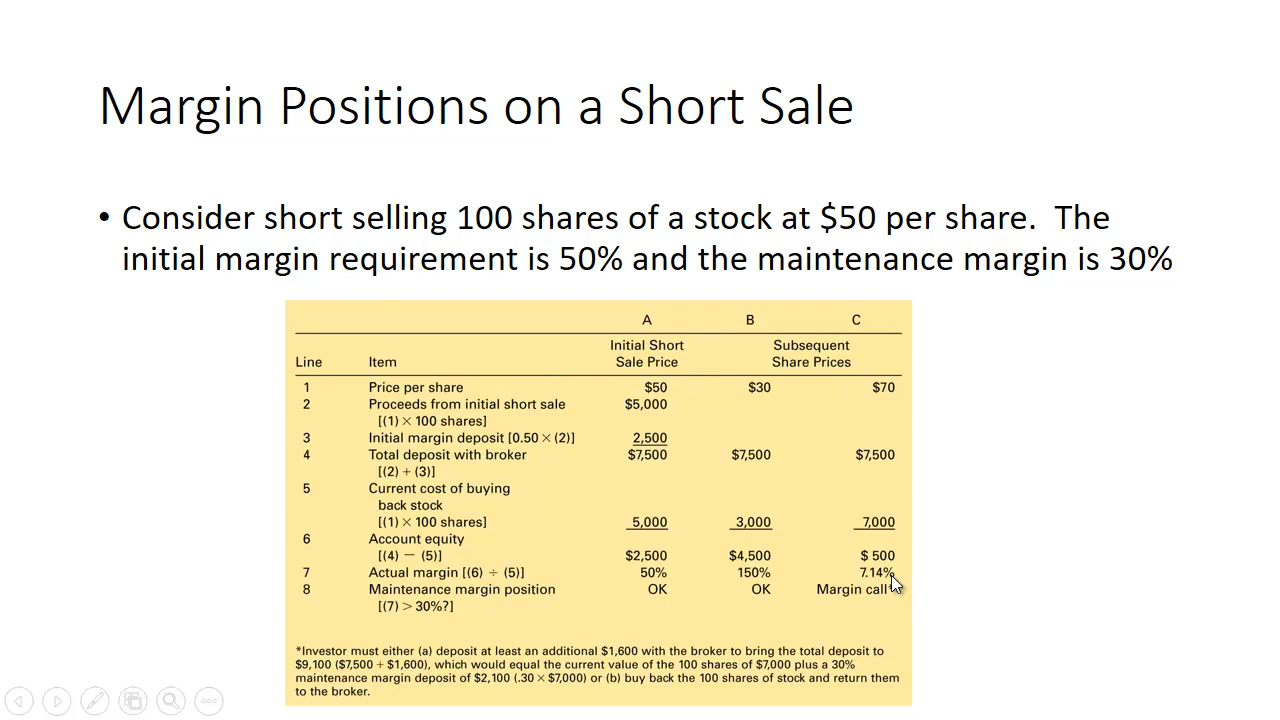 Margin Positions on a Short Sale
• Consider short selling 100 shares of a stock at $50 per share. The
initial margin requirement is 50% and the maintenance margin is 30%
A B C
Initial Short Subsequent
Line Item Sale Price Share Prices
1 Price per share $50 $30 $70
2 Proceeds from initial short sale $5,000
[(1) × 100 shares]
3 Initial margin deposit [0.50 × (2)] 2,500
4 Total deposit with broker $7,500 $7,500 $7,500
[(2) + (3)]
5 Current cost of buying
back stock
[(1) × 100 shares] 5,000 3,000 7,000
6 Account equity
[(4) − (5)] $2,500 $4,500 $ 500
7 Actual margin [(6) ÷ (5)] 50% 150% 7.14%
8 Maintenance margin position OK OK Margin call
[(7) > 30%?]
*Investor must either (a) deposit at least an additional $1,600 with the broker to bring the total deposit to
$9,100 ($7,500 + $1,600), which would equal the current value of the 100 shares of $7,000 plus a 30%
maintenance margin deposit of $2,100 (.30 × $7,000) or (b) buy back the 100 shares of stock and return them
to the broker.